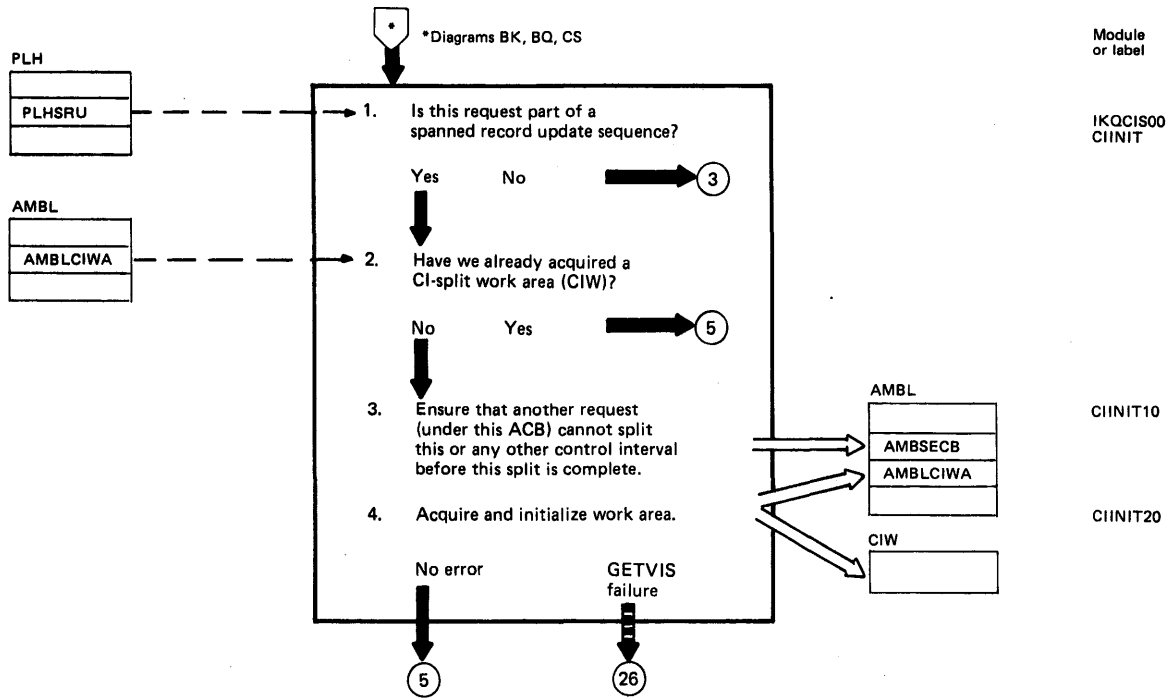 *
*Diagrams BK, BQ, CS
Module
or label
PLH
PLHSRU
1. Is this request part of a
spanned record update sequence?
IKQCIS00
CIINIT
Yes No 3
AMBL
AMBLCIWA
2. Have we already acquired a
CI-split work area (CIW)?
No Yes 5
3. Ensure that another request
(under this ACB) cannot split
this or any other control interval
before this split is complete.
AMBL
AMBSECB
AMBLCIWA
CIINIT10
4. Acquire and initialize work area.
CIINIT20
CIW
No error GETVIS
failure
5 26